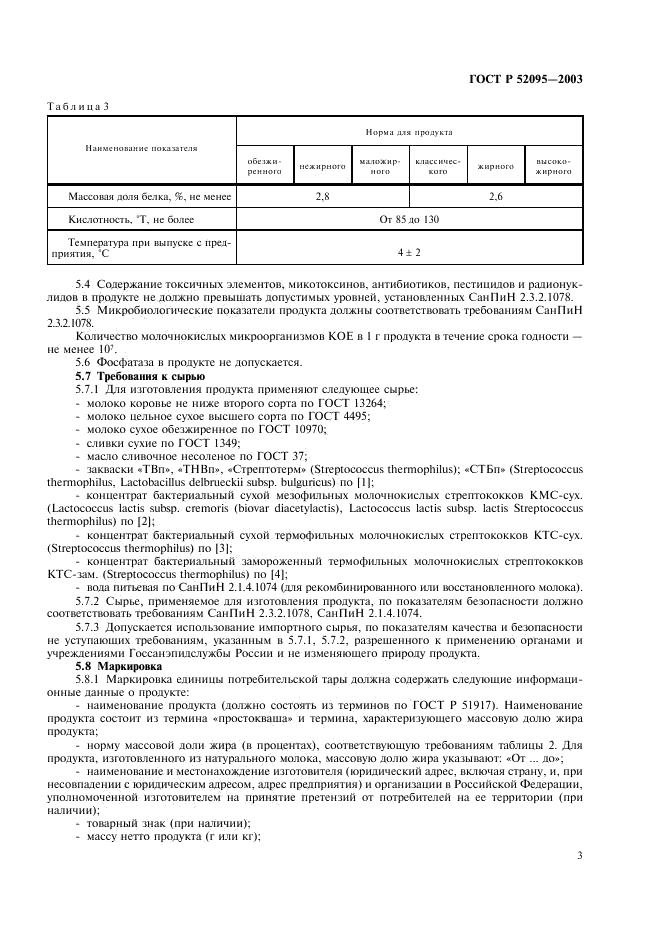 ГОСТ Р 52095—2003
Таблица 3
Наименование показателя
Норма для продукта
обезжи-
ренного
нежирного
маложир-
ного
классичес-
кого
жирного
высоко-
жирного
Массовая доля белка, %, не менее
2,8
2,6
Кислотность, °Т, не более
От 85 до 130
Температура при выпуске с пред-
приятия, °С
4 ± 2
5.4 Содержание токсичных элементов, микотоксинов, антибиотиков, пестицидов и радионук-
лидов в продукте не должно превышать допустимых уровней, установленных СанПиН 2.3.2.1078.
5.5 Микробиологические показатели продукта должны соответствовать требованиям СанПиН
2.3.2.1078.
Количество молочнокислых микроорганизмов КОЕ в 1 г продукта в течение срока годности —
не менее 10⁷.
5.6 Фосфатаза в продукте не допускается.
5.7 Требования к сырью
5.7.1 Для изготовления продукта применяют следующее сырье:
- молоко коровье не ниже второго сорта по ГОСТ 13264;
- молоко цельное сухое высшего сорта по ГОСТ 4495;
- молоко сухое обезжиренное по ГОСТ 10970;
- сливки сухие по ГОСТ 1349;
- масло сливочное несоленое по ГОСТ 37;
- закваски «ТВп», «ТНВп», «Стрептотерм» (Streptococcus thermophilus); «СТБп» (Streptococcus
thermophilus, Lactobacillus delbrueckii subsp. bulguricus) по [1];
- концентрат бактериальный сухой мезофильных молочнокислых стрептококков КМС-сух.
(Lactococcus lactis subsp. cremoris (biovar diacetylactis), Lactococcus lactis subsp. lactis Streptococcus
thermophilus) по [2];
- концентрат бактериальный сухой термофильных молочнокислых стрептококков КТС-сух.
(Streptococcus thermophilus) по [3];
- концентрат бактериальный замороженный термофильных молочнокислых стрептококков
КТС-зам. (Streptococcus thermophilus) по [4];
- вода питьевая по СанПиН 2.1.4.1074 (для рекомбинированного или восстановленного молока).
5.7.2 Сырье, применяемое для изготовления продукта, по показателям безопасности должно
соответствовать требованиям СанПиН 2.3.2.1078, СанПиН 2.1.4.1074.
5.7.3 Допускается использование импортного сырья, по показателям качества и безопасности
не уступающих требованиям, указанным в 5.7.1, 5.7.2, разрешенного к применению органами и
учреждениями Госсанэпидслужбы России и не изменяющего природу продукта.
5.8 Маркировка
5.8.1 Маркировка единицы потребительской тары должна содержать следующие информаци-
онные данные о продукте:
- наименование продукта (должно состоять из терминов по ГОСТ Р 51917). Наименование
продукта состоит из термина «простокваша» и термина, характеризующего массовую долю жира
продукта;
- норму массовой доли жира (в процентах), соответствующую требованиям таблицы 2. Для
продукта, изготовленного из натурального молока, массовую долю жира указывают: «От ... до»;
- наименование и местонахождение изготовителя (юридический адрес, включая страну, и, при
несовпадении с юридическим адресом, адрес предприятия) и организации в Российской Федерации,
уполномоченной изготовителем на принятие претензий от потребителей на ее территории (при
наличии);
- товарный знак (при наличии);
- массу нетто продукта (г или кг);
3